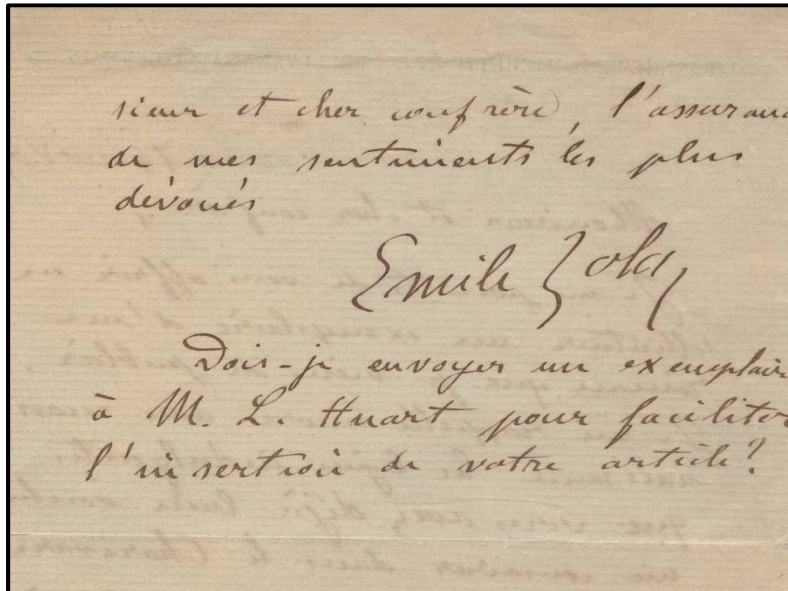 sieur et cher confrère, l'assuran
de mes sentiments les plus
dévoués
Emile Zola
Dois-je envoyer un exemplaire
à M. L. Huart pour faciliter
l'insertion de votre article?